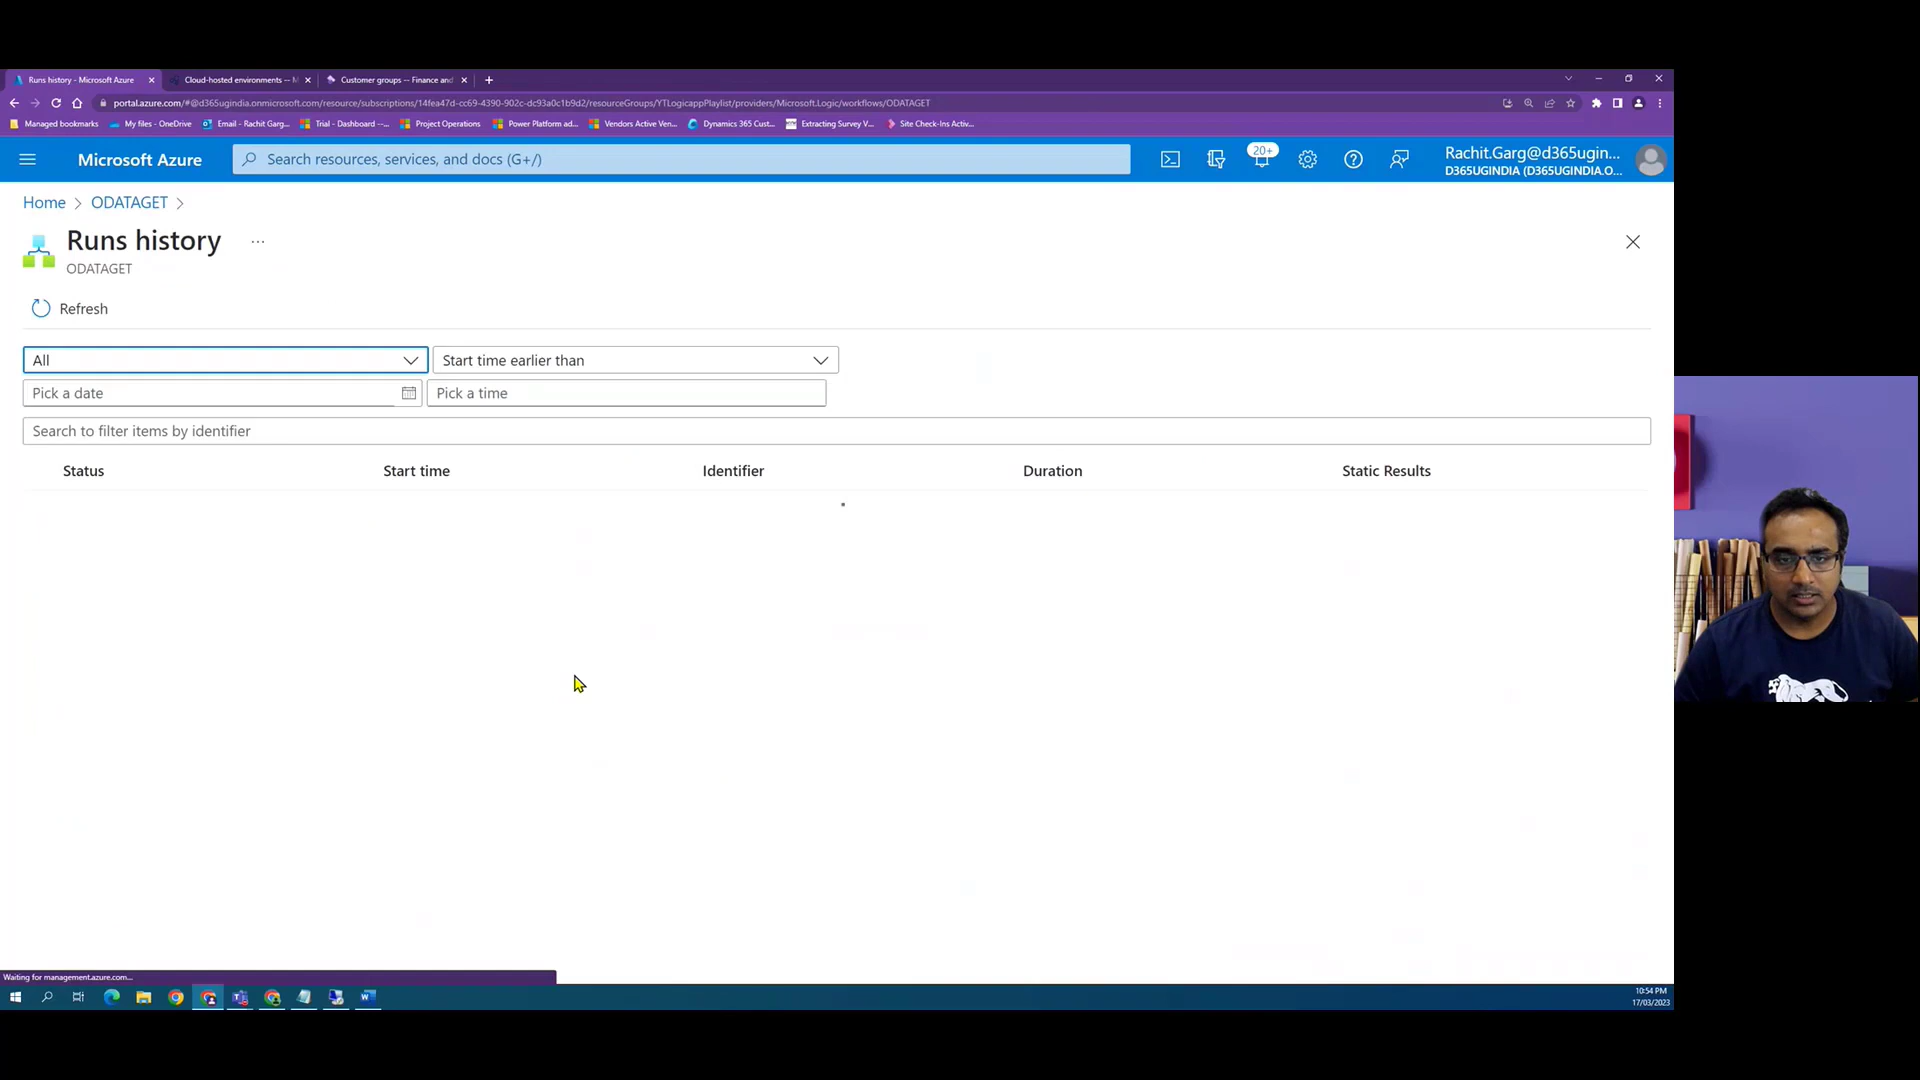 Runs history - Microsoft Azure
Cloud-hosted environments -- M
Customer groups -- Finance and
portal.azure.com/#@d365ugindia.onmicrosoft.com/resource/subscriptions/14fea47d-cc69-4390-902c-dc93a0c1b9d2/resourceGroups/YTLogicappPlaylist/providers/Microsoft.Logic/workflows/ODATAGET
Managed bookmarks
My files - OneDrive
Email - Rachit Garg...
Trial - Dashboard --...
Project Operations
Power Platform ad...
Vendors Active Ven...
Dynamics 365 Cust...
Extracting Survey V...
Site Check-Ins Activ...
Microsoft Azure
Search resources, services, and docs (G+/)
20+
Rachit.Garg@d365ugin...
D365UGINDIA (D365UGINDIA.O...
Home > ODATAGET >
Runs history ...
ODATAGET
Refresh
All
Start time earlier than
Pick a date
Pick a time
Search to filter items by identifier
Status Start time Identifier Duration Static Results
Waiting for management.azure.com...
10:54 PM
17/03/2023